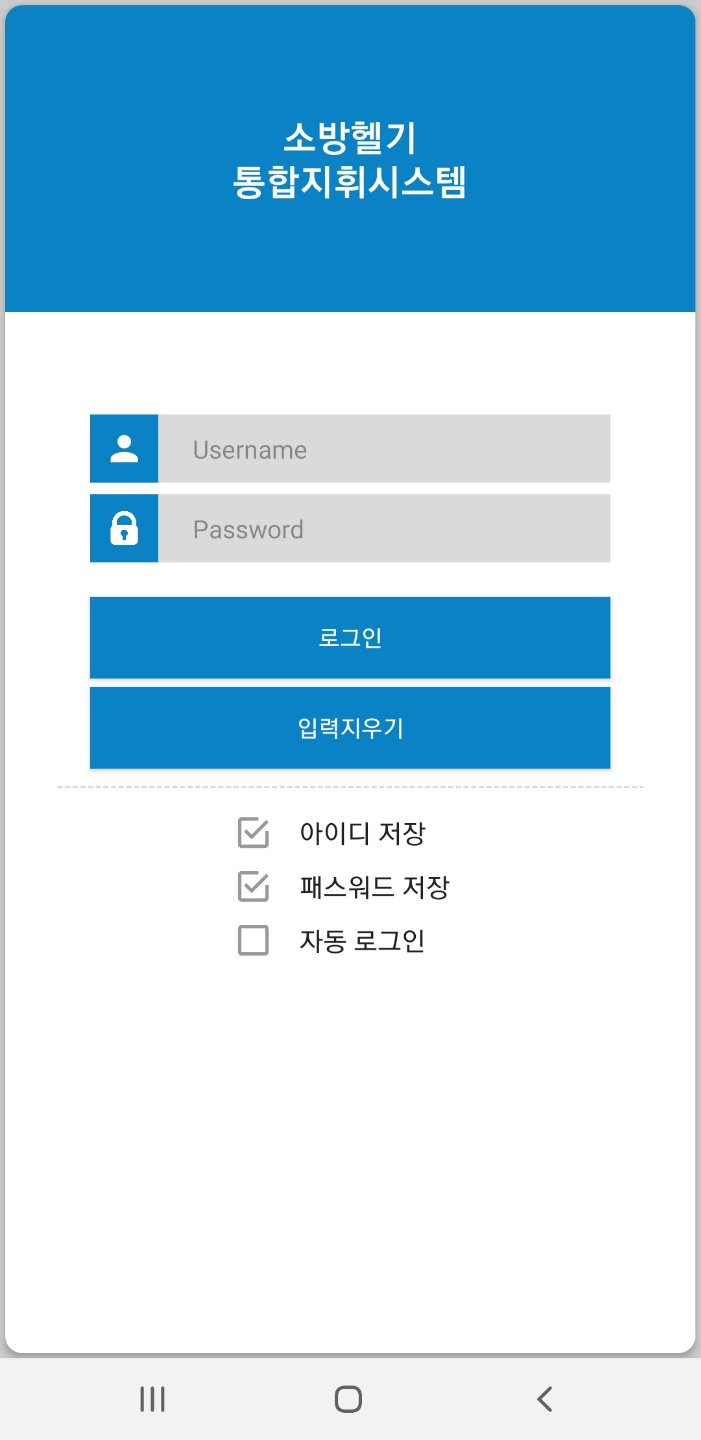 소방헬기
통합지휘시스템
Username
Password
로그인
입력지우기
아이디 저장
패스워드 저장
자동 로그인